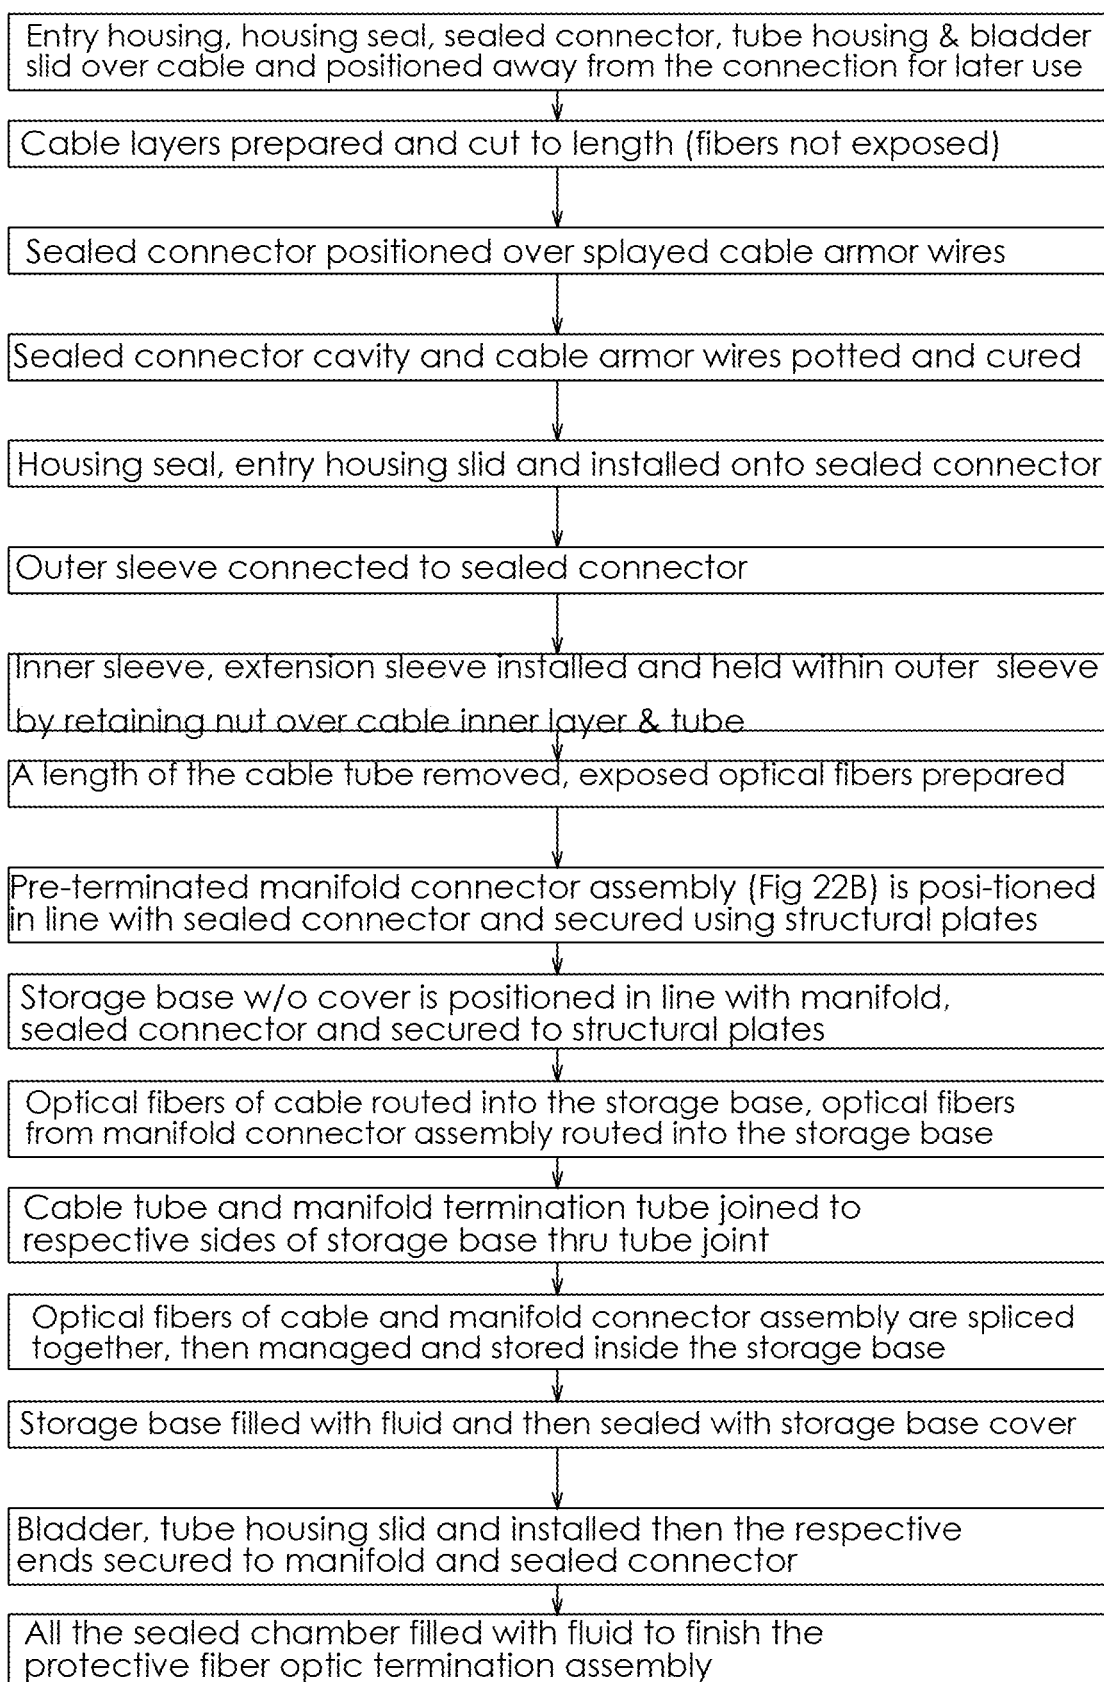 Entry housing, housing seal, sealed connector, tube housing & bladder
slid over cable and positioned away from the connection for later use
Cable layers prepared and cut to length (fibers not exposed)
Sealed connector positioned over splayed cable armor wires
Sealed connector cavity and cable armor wires potted and cured
Housing seal, entry housing slid and installed onto sealed connector
Outer sleeve connected to sealed connector
Inner sleeve, extension sleeve installed and held within outer sleeve
by retaining nut over cable inner layer & tube
A length of the cable tube removed, exposed optical fibers prepared
Pre-terminated manifold connector assembly (Fig 22B) is posi-tioned
in line with sealed connector and secured using structural plates
Storage base w/o cover is positioned in line with manifold,
sealed connector and secured to structural plates
Optical fibers of cable routed into the storage base, optical fibers
from manifold connector assembly routed into the storage base
Cable tube and manifold termination tube joined to
respective sides of storage base thru tube joint
Optical fibers of cable and manifold connector assembly are spliced
together, then managed and stored inside the storage base
Storage base filled with fluid and then sealed with storage base cover
Bladder, tube housing slid and installed then the respective
ends secured to manifold and sealed connector
All the sealed chamber filled with fluid to finish the
protective fiber optic termination assembly